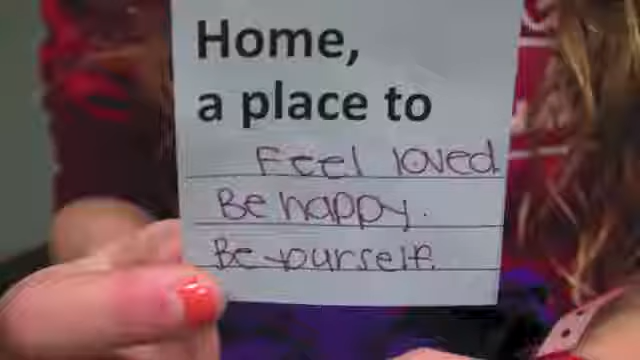 Home,
a place to
Feel loved
Be happy.
Be yourself.